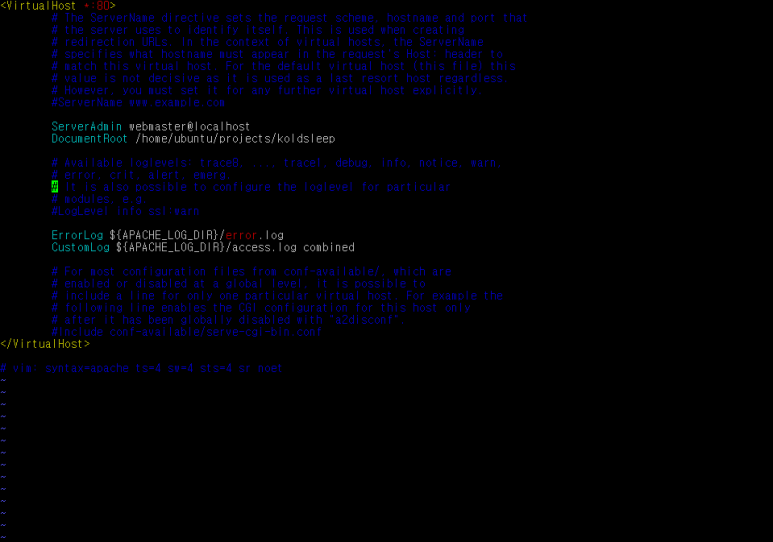 <VirtualHost *:80>
# The ServerName directive sets the request scheme, hostname and port that
# the server uses to identify itself. This is used when creating
# redirection URLs. In the context of virtual hosts, the ServerName
# specifies what hostname must appear in the request's Host: header to
# match this virtual host. For the default virtual host (this file) this
# value is not decisive as it is used as a last resort host regardless.
# However, you must set it for any further virtual host explicitly.
#ServerName www.example.com
ServerAdmin webmaster@localhost
DocumentRoot /home/ubuntu/projects/koldsleep
# Available loglevels: trace8, ..., trace1, debug, info, notice, warn,
# error, crit, alert, emerg.
# It is also possible to configure the loglevel for particular
# modules, e.g.
#LogLevel info ssl:warn
ErrorLog ${APACHE_LOG_DIR}/error.log
CustomLog ${APACHE_LOG_DIR}/access.log combined
# For most configuration files from conf-available/, which are
# enabled or disabled at a global level, it is possible to
# include a line for only one particular virtual host. For example the
# following line enables the CGI configuration for this host only
# after it has been globally disabled with "a2disconf".
#Include conf-available/serve-cgi-bin.conf
</VirtualHost>
# vim: syntax=apache ts=4 sw=4 sts=4 sr noet
~
~
~
~
~
~
~
~
~
~
~
~
~
~